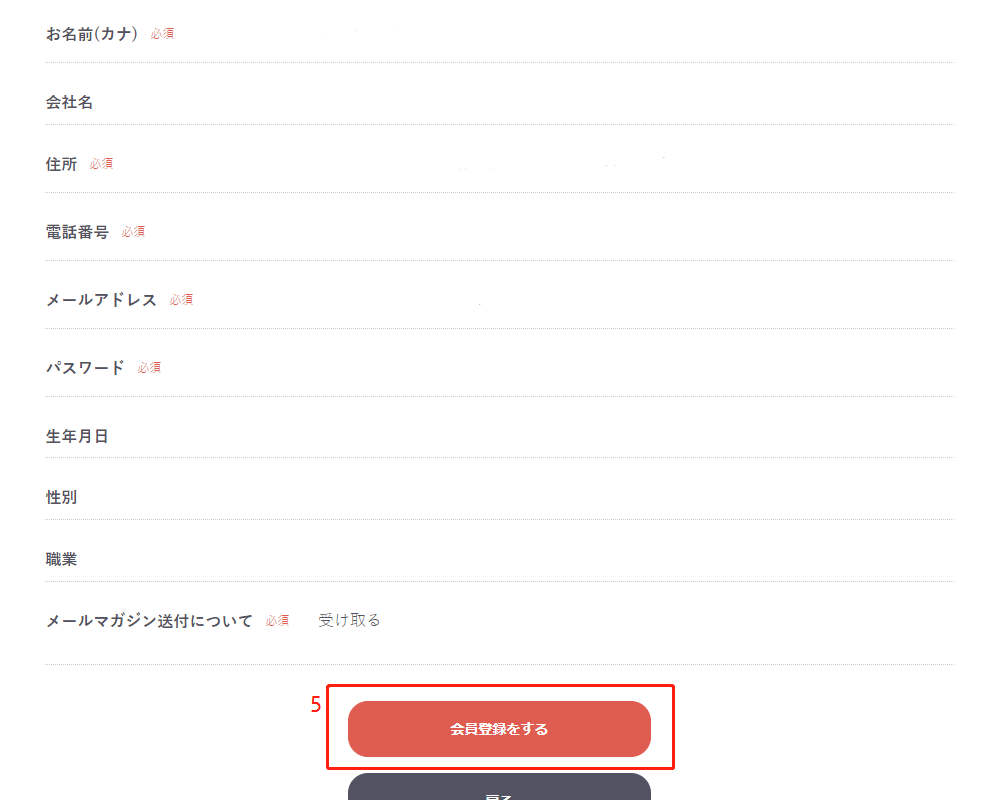 お名前(カナ) 必須
会社名
住所 必須
電話番号 必須
メールアドレス 必須
パスワード 必須
生年月日
性別
職業
メールマガジン送付について 必須 受け取る
5
会員登録をする
戻る